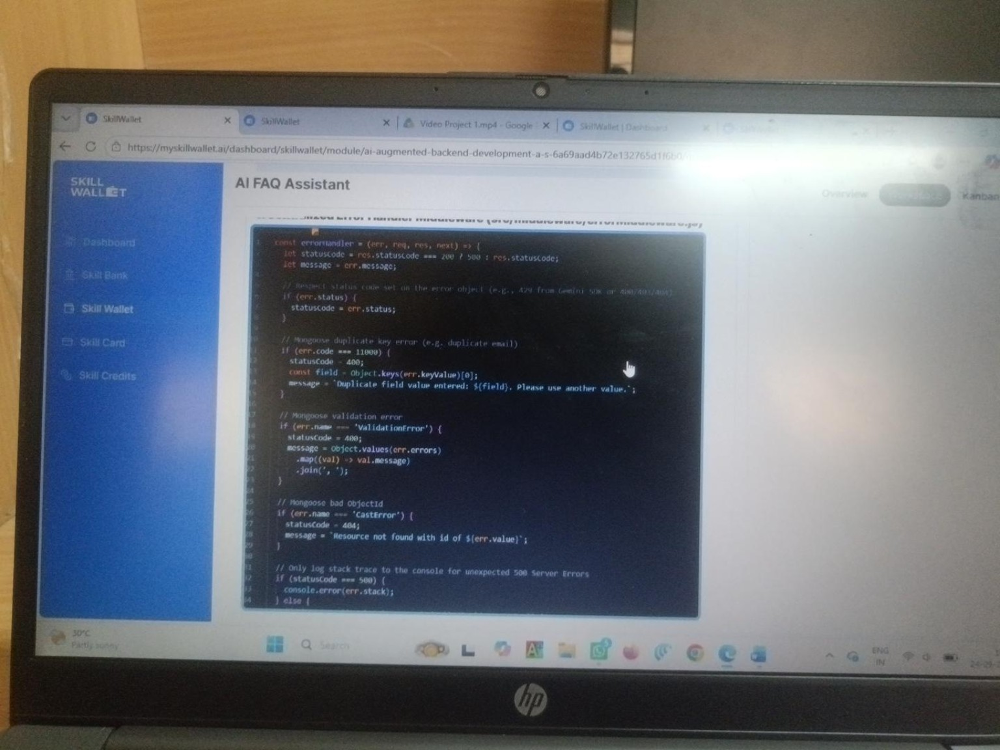 SkillWallet
SkillWallet
Video Project 1.mp4 - Google
SkillWallet | Dashboard
https://myskillwallet.ai/dashboard/skillwallet/module/ai-augmented-backend-development-a-s-6a69aad4b72e132765d1f6b0/
SKILL
WALLET
AI FAQ Assistant
Overview
Kanban
Dashboard
Skill Bank
Skill Wallet
Skill Card
Skill Credits
Error Handler Middleware (src/middleware/errorMiddleware.js)
const errorHandler = (err, req, res, next) => {
let statusCode = res.statusCode === 200 ? 500 : res.statusCode;
let message = err.message;
// Respect status code set on the error object (e.g., 429 from Gemini SDK or 400/403/404)
if (err.status) {
statusCode = err.status;
}
// Mongoose duplicate key error (e.g. duplicate email)
if (err.code === 11000) {
statusCode = 400;
const field = Object.keys(err.keyValue)[0];
message = `Duplicate field value entered: ${field}. Please use another value.`;
}
// Mongoose validation error
if (err.name === 'ValidationError') {
statusCode = 400;
message = Object.values(err.errors)
.map((val) => val.message)
.join(', ');
}
// Mongoose bad ObjectId
if (err.name === 'CastError') {
statusCode = 404;
message = `Resource not found with id of ${err.value}`;
}
// Only log stack trace to the console for unexpected 500 Server Errors
if (statusCode === 500) {
console.error(err.stack);
} else {
30°C
Partly sunny
Search
ENG
IN
hp